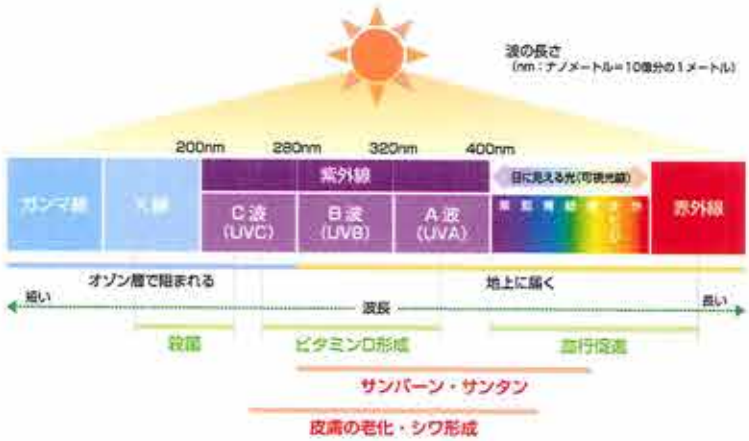 波の長さ
(nm：ナノメートル＝10億分の1メートル)
200nm 280nm 320nm 400nm
ガンマ線 X線 紫外線 目に見える光(可視光線) 赤外線
C波 B波 A波
(UVC) (UVB) (UVA)
オゾン層で阻まれる 地上に届く
短い 波長 長い
殺菌 ビタミンD形成 血行促進
サンバーン・サンタン
皮膚の老化・シワ形成